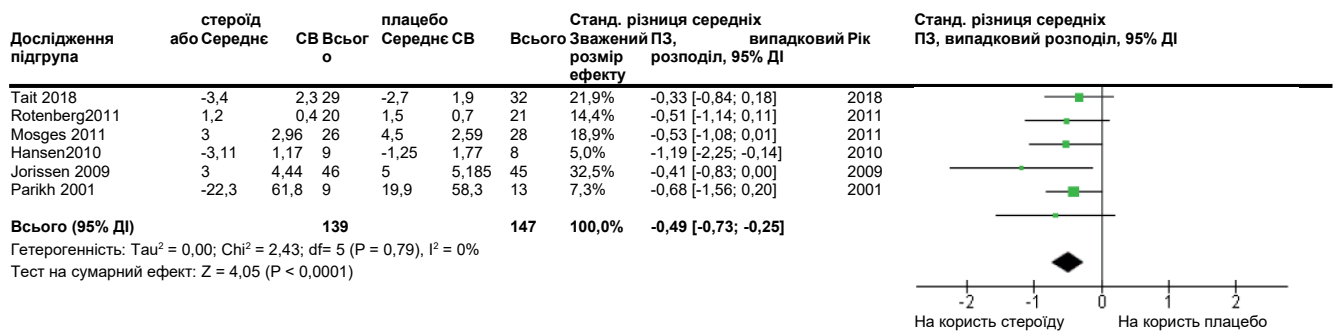 стероїд плацебо Станд. різниця середніх Станд. різниця середніх
Дослідження або Середнє СВ Всьог Середнє СВ Всього Зважений ПЗ, випадковий Рік ПЗ, випадковий розподіл, 95% ДІ
підгрупа о розмір розподіл, 95% ДІ
ефекту
Tait 2018 -3,4 2,3 29 -2,7 1,9 32 21,9% -0,33 [-0,84; 0,18] 2018
Rotenberg2011 1,2 0,4 20 1,5 0,7 21 14,4% -0,51 [-1,14; 0,11] 2011
Mosges 2011 3 2,96 26 4,5 2,59 28 18,9% -0,53 [-1,08; 0,01] 2011
Hansen2010 -3,11 1,17 9 -1,25 1,77 8 5,0% -1,19 [-2,25; -0,14] 2010
Jorissen 2009 3 4,44 46 5 5,185 45 32,5% -0,41 [-0,83; 0,00] 2009
Parikh 2001 -22,3 61,8 9 19,9 58,3 13 7,3% -0,68 [-1,56; 0,20] 2001
Всього (95% ДІ) 139 147 100,0% -0,49 [-0,73; -0,25]
Гетерогенність: Tau² = 0,00; Chi² = 2,43; df= 5 (P = 0,79), I² = 0%
Тест на сумарний ефект: Z = 4,05 (P < 0,0001)
-2 -1 0 1 2
На користь стероїду На користь плацебо